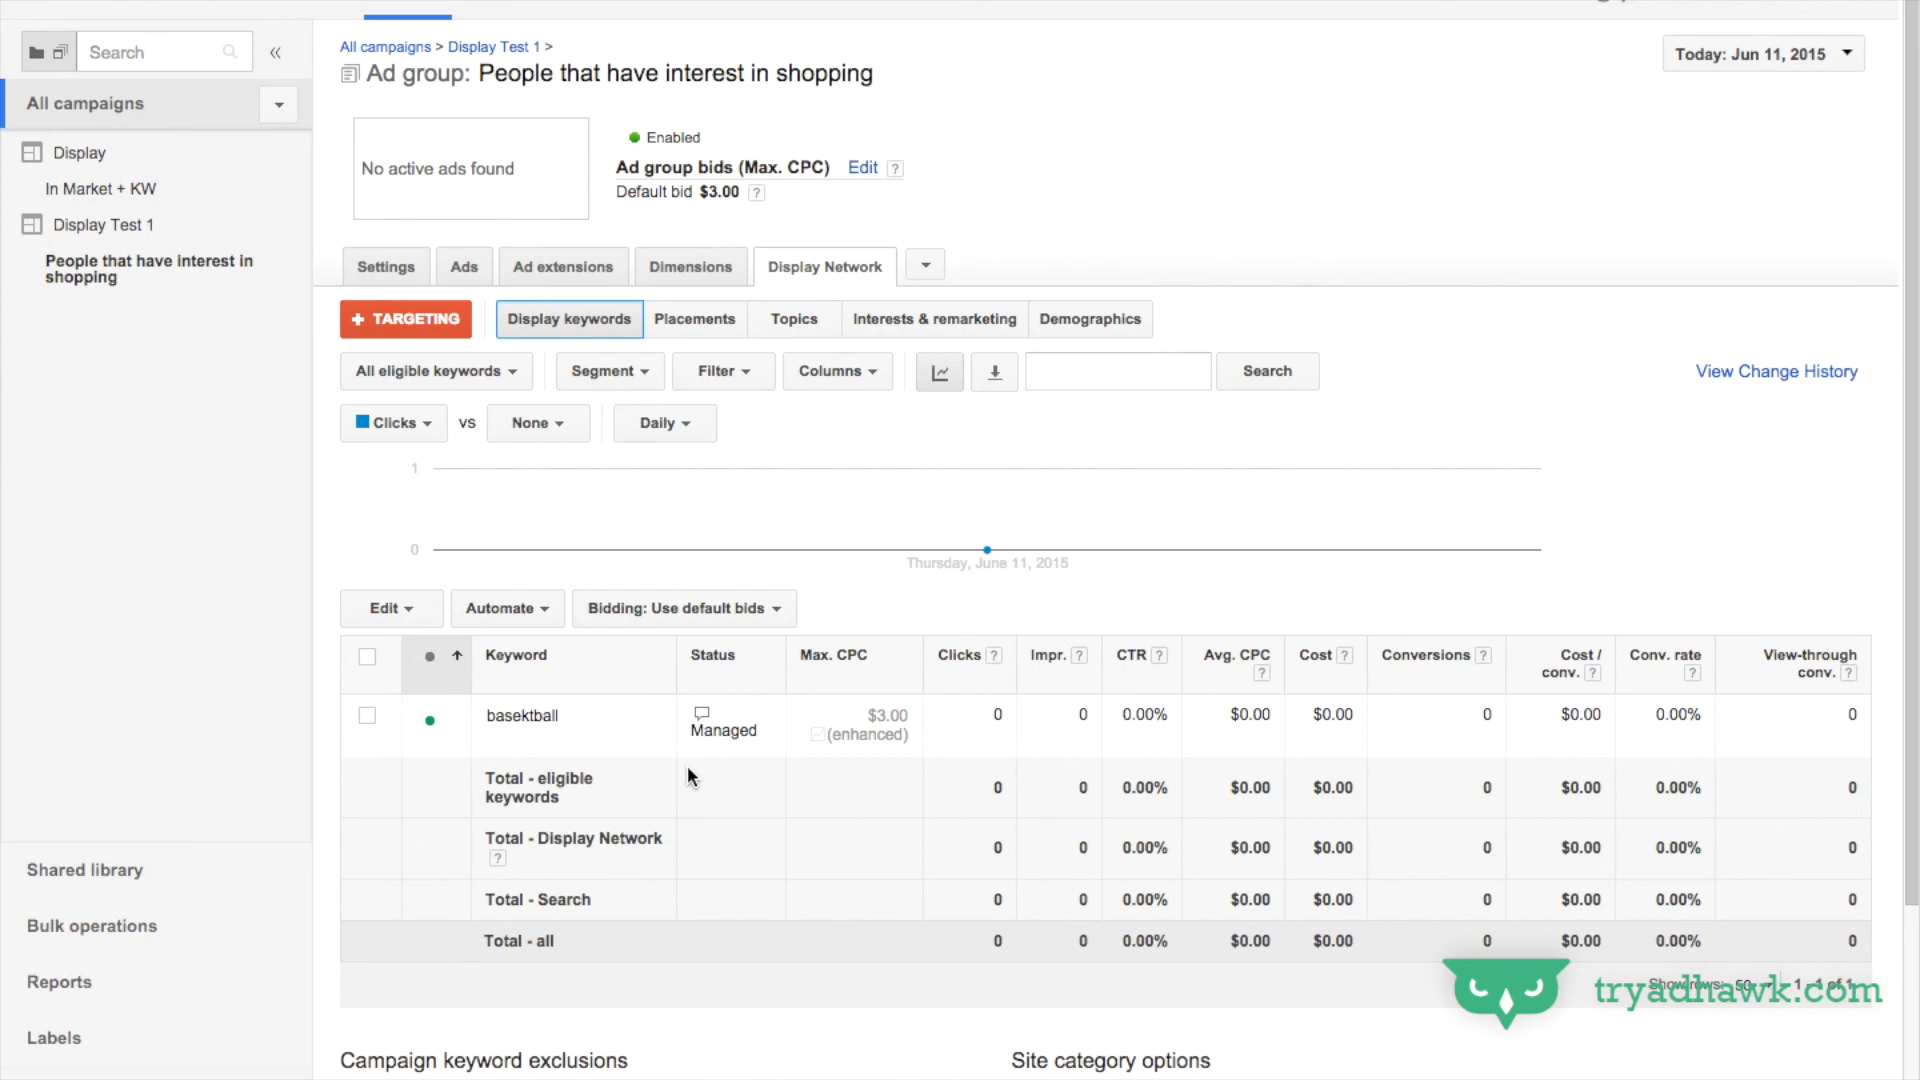 Search
All campaigns
Display
In Market + KW
Display Test 1
People that have interest in
shopping
Shared library
Bulk operations
Reports
Labels
All campaigns > Display Test 1 >
Ad group: People that have interest in shopping
Today: Jun 11, 2015
No active ads found
Enabled
Ad group bids (Max. CPC) Edit ?
Default bid $3.00 ?
Settings Ads Ad extensions Dimensions Display Network
+ TARGETING Display keywords Placements Topics Interests & remarketing Demographics
All eligible keywords Segment Filter Columns Search View Change History
Clicks vs None Daily
1
0
Thursday, June 11, 2015
Edit Automate Bidding: Use default bids
Keyword Status Max. CPC Clicks ? Impr. ? CTR ? Avg. CPC ? Cost ? Conversions ? Cost / conv. ? Conv. rate ? View-through conv. ?
basektball Managed $3.00 (enhanced) 0 0 0.00% $0.00 $0.00 0 $0.00 0.00% 0
Total - eligible keywords 0 0 0.00% $0.00 $0.00 0 $0.00 0.00% 0
Total - Display Network ? 0 0 0.00% $0.00 $0.00 0 $0.00 0.00% 0
Total - Search 0 0 0.00% $0.00 $0.00 0 $0.00 0.00% 0
Total - all 0 0 0.00% $0.00 $0.00 0 $0.00 0.00% 0
Show rows: 50 1 - 1 of 1
tryadhawk.com
Campaign keyword exclusions
Site category options